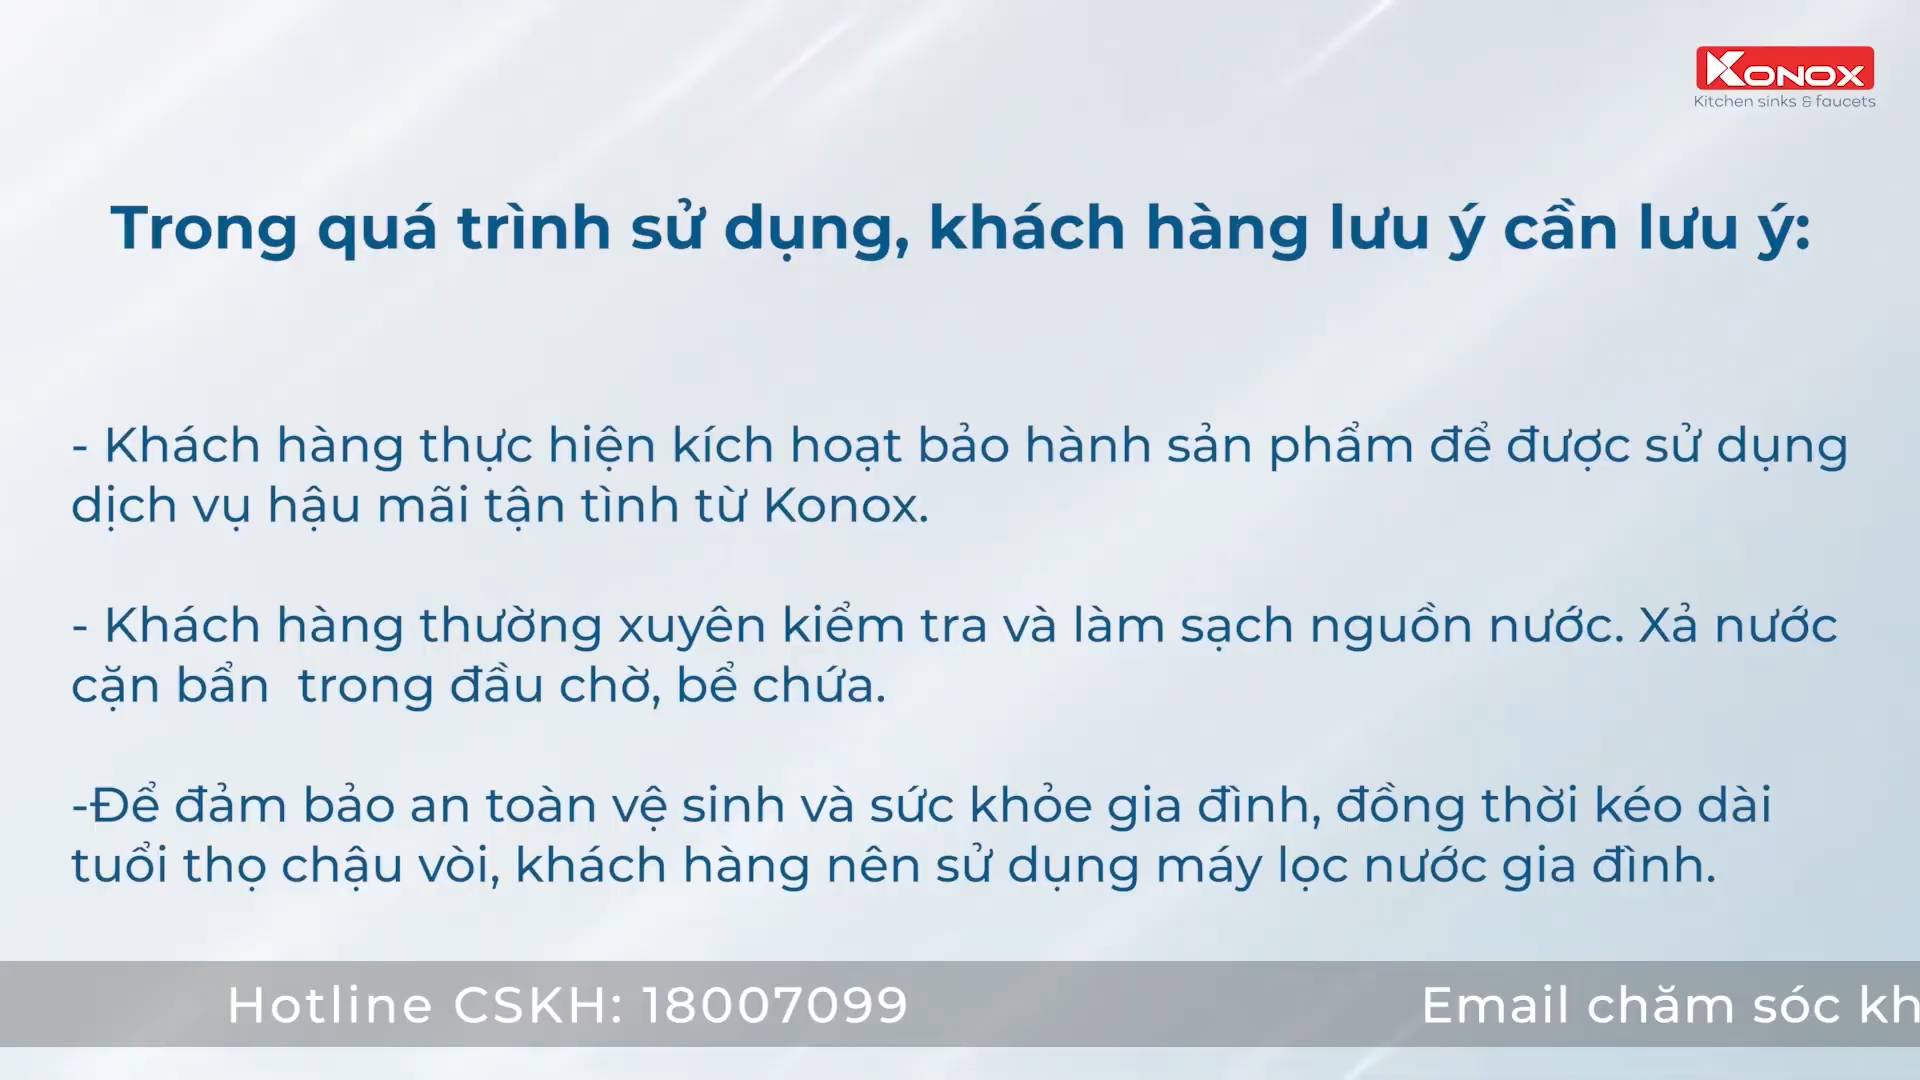 KONOX
Kitchen sinks & faucets
Trong quá trình sử dụng, khách hàng lưu ý cần lưu ý:
- Khách hàng thực hiện kích hoạt bảo hành sản phẩm để được sử dụng
dịch vụ hậu mãi tận tình từ Konox.
- Khách hàng thường xuyên kiểm tra và làm sạch nguồn nước. Xả nước
cặn bẩn  trong đầu chờ, bể chứa.
-Để đảm bảo an toàn vệ sinh và sức khỏe gia đình, đồng thời kéo dài
tuổi thọ chậu vòi, khách hàng nên sử dụng máy lọc nước gia đình.
Hotline CSKH: 18007099 Email chăm sóc kh